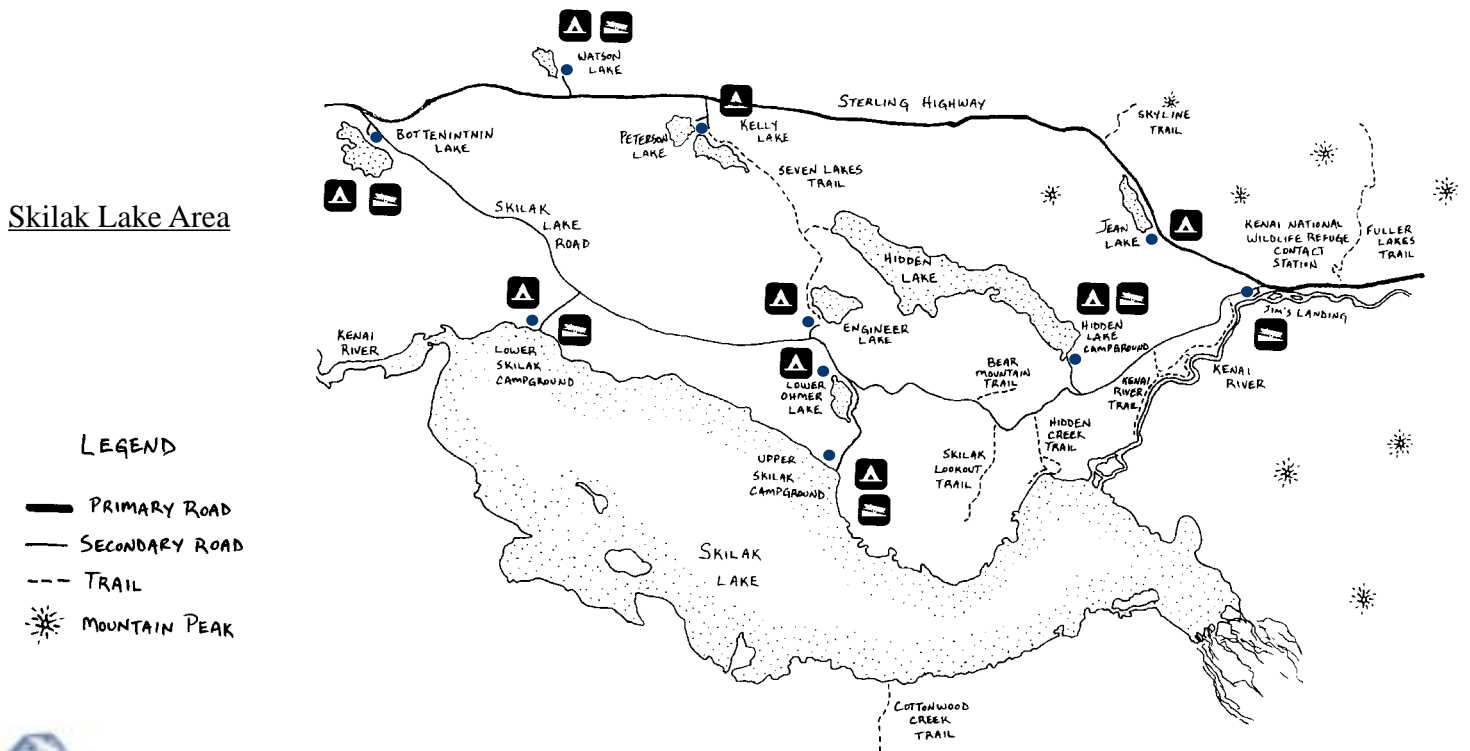 WATSON
LAKE
STERLING HIGHWAY
SKYLINE
TRAIL
BOTTENINTNIN
LAKE
PETERSON
LAKE
KELLY
LAKE
SEVEN LAKES
TRAIL
Skilak Lake Area
SKILAK
LAKE
ROAD
JEAN
LAKE
KENAI NATIONAL
WILDLIFE REFUGE
CONTACT
STATION
FULLER
LAKES
TRAIL
HIDDEN
LAKE
JIM'S LANDING
KENAI
RIVER
LOWER
SKILAK
CAMPGROUND
ENGINEER
LAKE
HIDDEN
LAKE
CAMPGROUND
BEAR
MOUNTAIN
TRAIL
KENAI
RIVER
TRAIL
KENAI
RIVER
LOWER
OHMER
LAKE
HIDDEN
CREEK
TRAIL
SKILAK
LOOKOUT
TRAIL
UPPER
SKILAK
CAMPGROUND
LEGEND
PRIMARY ROAD
SECONDARY ROAD
TRAIL
MOUNTAIN PEAK
SKILAK
LAKE
COTTONWOOD
CREEK
TRAIL